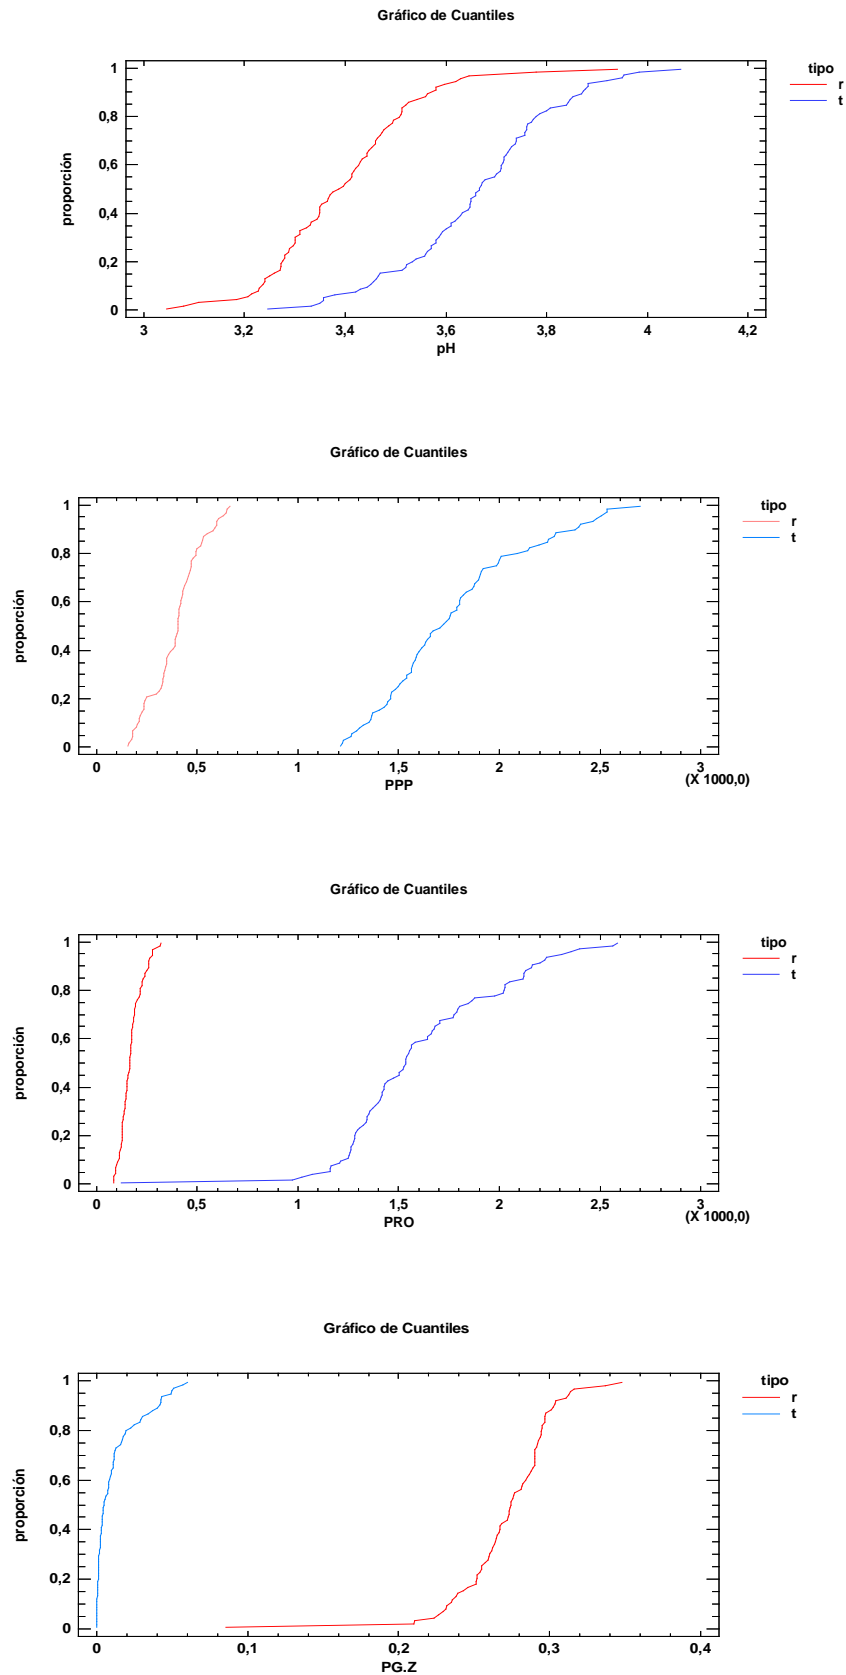 Gráfico de Cuantiles
tipo
r
t
proporción
1
0,8
0,6
0,4
0,2
0
3 3,2 3,4 3,6 3,8 4 4,2
pH
Gráfico de Cuantiles
tipo
r
t
proporción
1
0,8
0,6
0,4
0,2
0
0 0,5 1 1,5 2 2,5 3
(X 1000,0)
PPP
Gráfico de Cuantiles
tipo
r
t
proporción
1
0,8
0,6
0,4
0,2
0
0 0,5 1 1,5 2 2,5 3
(X 1000,0)
PRO
Gráfico de Cuantiles
tipo
r
t
proporción
1
0,8
0,6
0,4
0,2
0
0 0,1 0,2 0,3 0,4
PG.Z